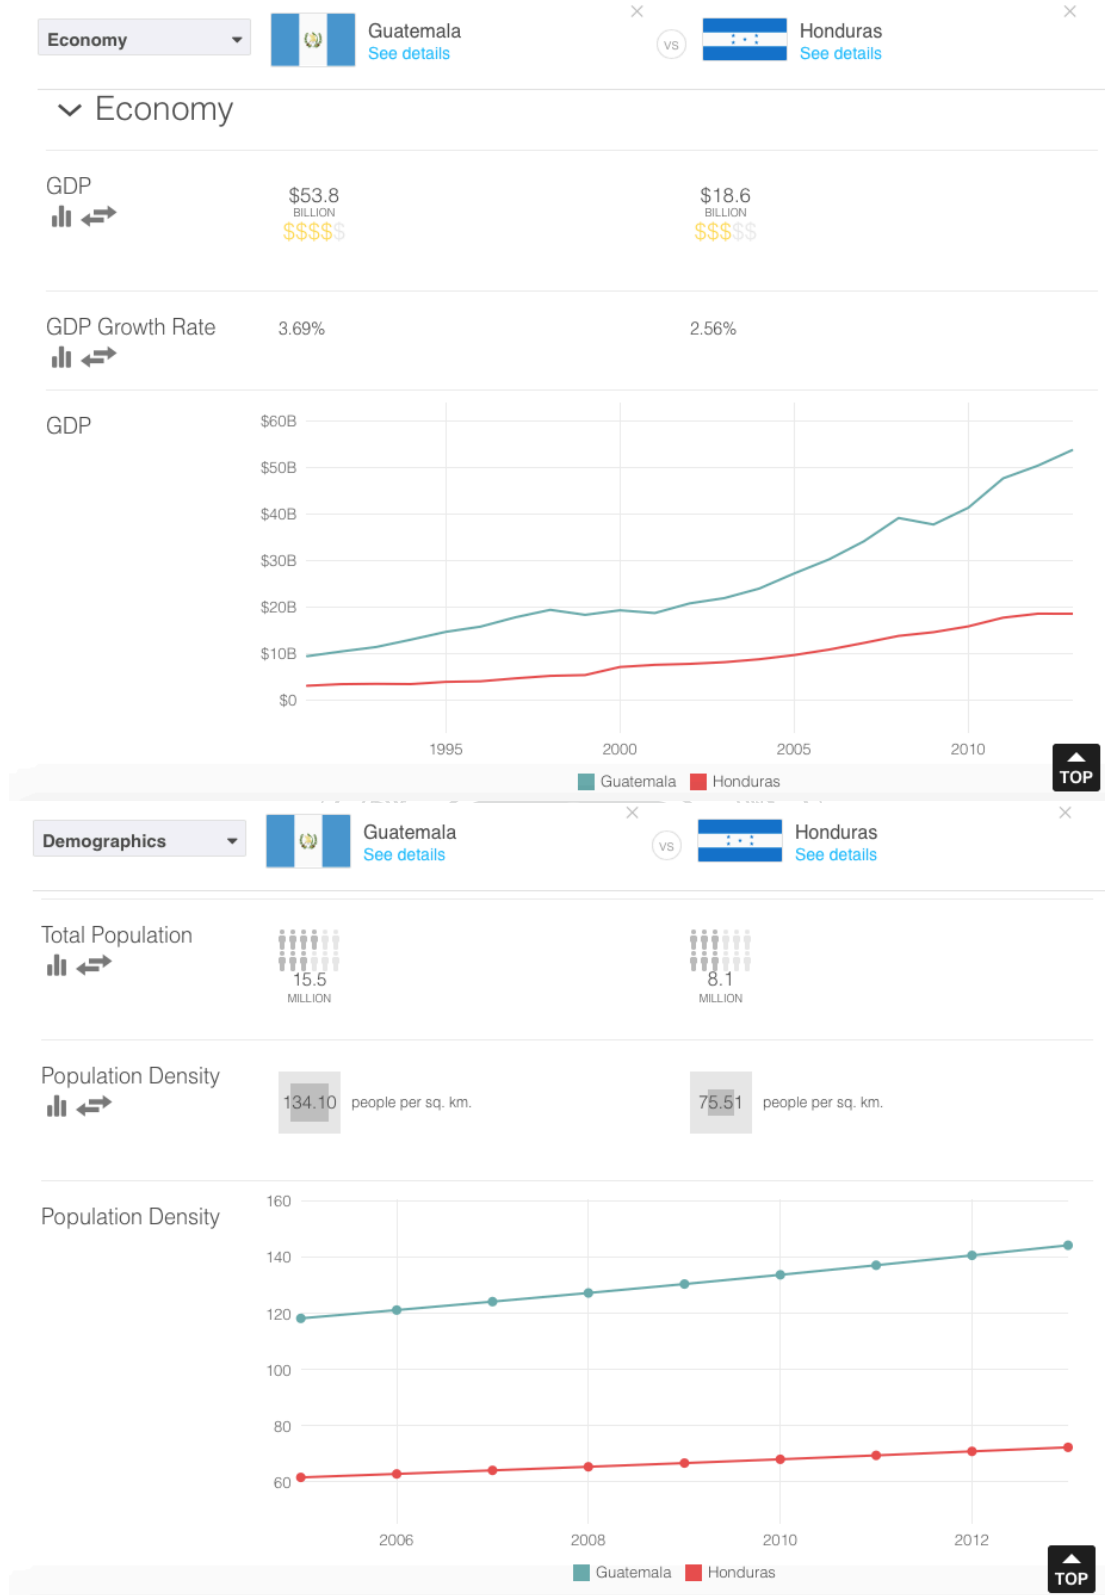 Economy
Guatemala
See details
vs
Honduras
See details
Economy
GDP
$53.8
BILLION
$$$$$
$18.6
BILLION
$$$$$
GDP Growth Rate
3.69%
2.56%
GDP
$60B
$50B
$40B
$30B
$20B
$10B
$0
1995 2000 2005 2010
Guatemala Honduras
TOP
Demographics
Guatemala
See details
vs
Honduras
See details
Total Population
15.5
MILLION
8.1
MILLION
Population Density
134.10 people per sq. km.
75.51 people per sq. km.
Population Density
160
140
120
100
80
60
2006 2008 2010 2012
Guatemala Honduras
TOP